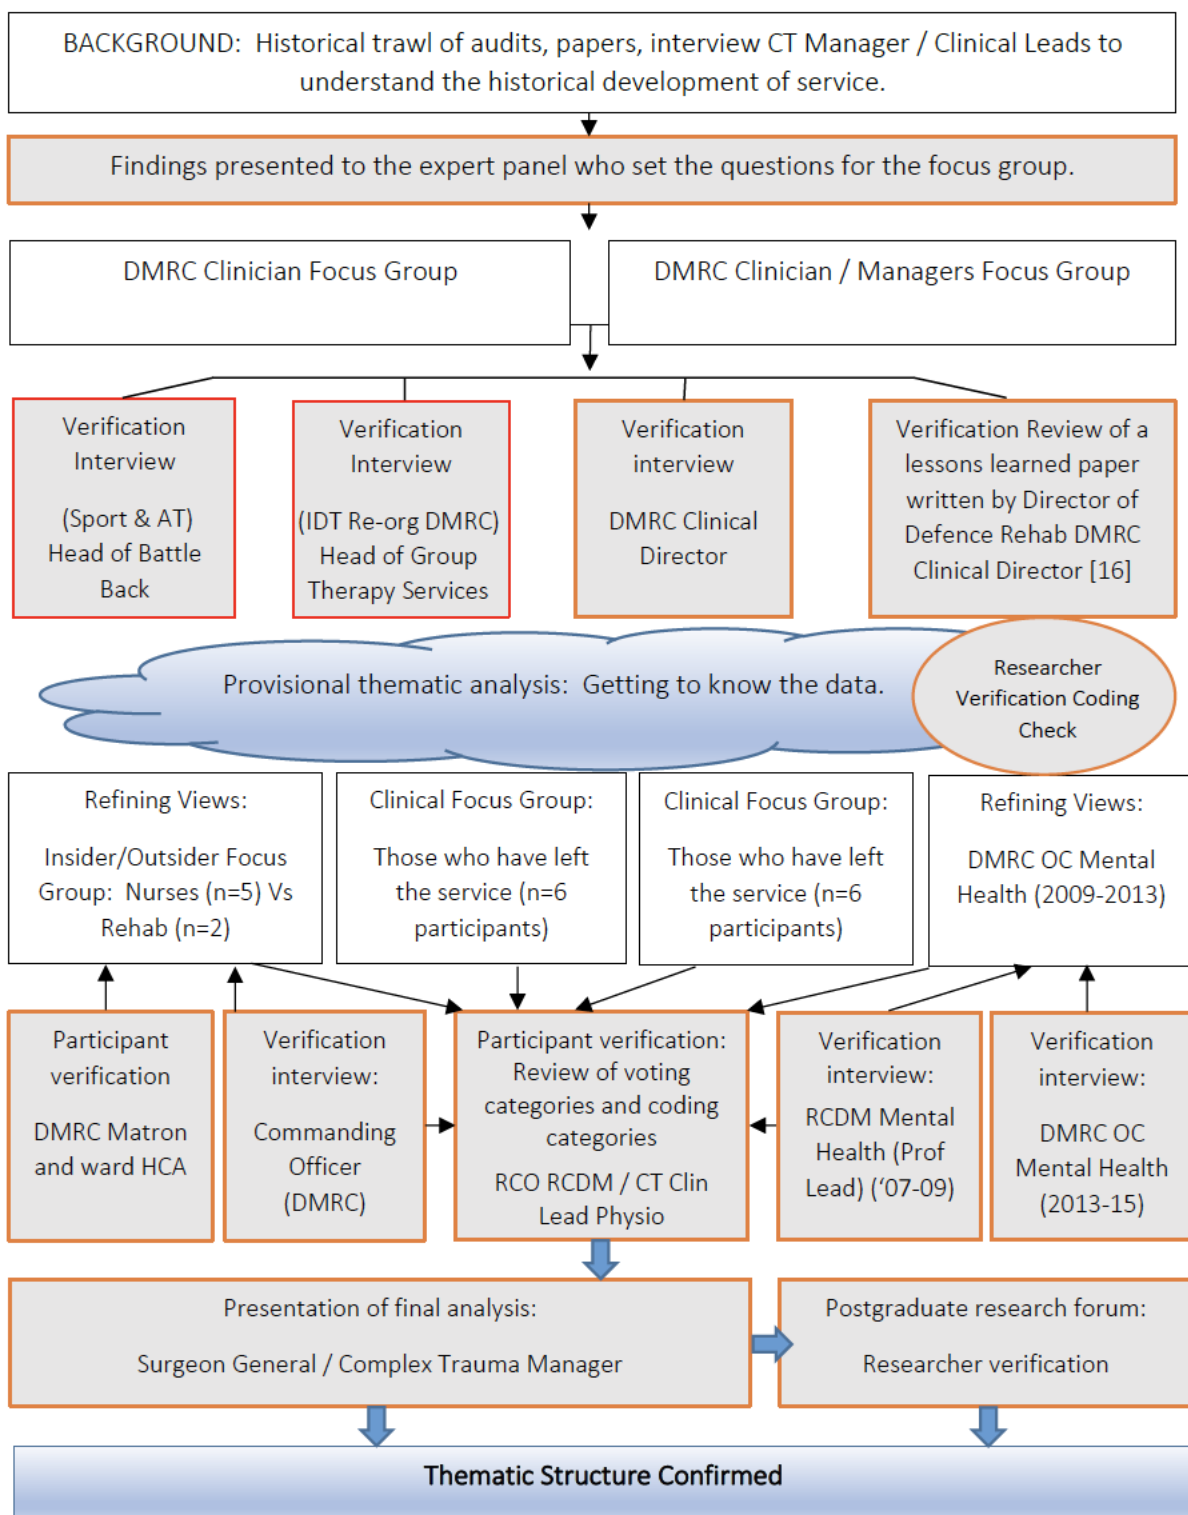 BACKGROUND:  Historical trawl of audits, papers, interview CT Manager / Clinical Leads to
understand the historical development of service.
Findings presented to the expert panel who set the questions for the focus group.
DMRC Clinician Focus Group
DMRC Clinician / Managers Focus Group
Verification
Interview
(Sport & AT)
Head of Battle
Back
Verification
Interview
(IDT Re-org DMRC)
Head of Group
Therapy Services
Verification
interview
DMRC Clinical
Director
Verification Review of a
lessons learned paper
written by Director of
Defence Rehab DMRC
Clinical Director [16]
Provisional thematic analysis:  Getting to know the data.
Researcher
Verification Coding
Check
Refining Views:
Insider/Outsider Focus
Group:  Nurses (n=5) Vs
Rehab (n=2)
Clinical Focus Group:
Those who have left
the service (n=6
participants)
Clinical Focus Group:
Those who have left
the service (n=6
participants)
Refining Views:
DMRC OC Mental
Health (2009-2013)
Participant
verification
DMRC Matron
and ward HCA
Verification
interview:
Commanding
Officer
(DMRC)
Participant verification:
Review of voting
categories and coding
categories
RCO RCDM / CT Clin
Lead Physio
Verification
interview:
RCDM Mental
Health (Prof
Lead) (‘07-09)
Verification
interview:
DMRC OC
Mental Health
(2013-15)
Presentation of final analysis:
Surgeon General / Complex Trauma Manager
Postgraduate research forum:
Researcher verification
Thematic Structure Confirmed